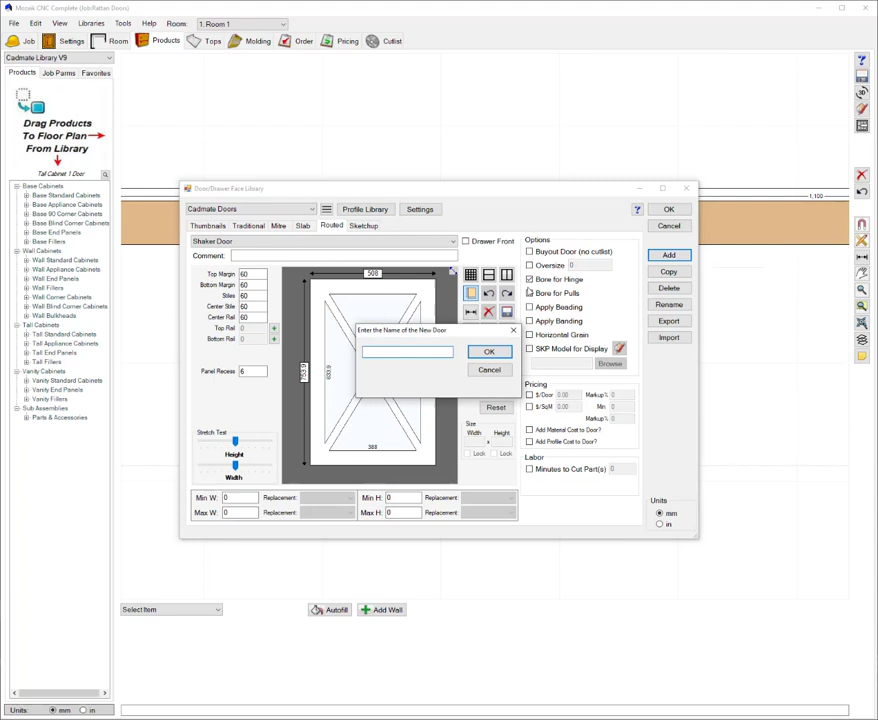 Mozaik CNC Complete (Job:Rattan Doors)
File Edit View Libraries Tools Help Room: 1. Room 1
Job Settings Room Products Tops Molding Order Pricing Cutlist
Cadmate Library V9
Products Job Parms Favorites
Drag Products
To Floor Plan
From Library
Tall Cabinet 1 Door
Base Cabinets
Base Standard Cabinets
Base Appliance Cabinets
Base 90 Corner Cabinets
Base Blind Corner Cabinets
Base End Panels
Base Fillers
Wall Cabinets
Wall Standard Cabinets
Wall Appliance Cabinets
Wall End Panels
Wall Fillers
Wall Corner Cabinets
Wall Blind Corner Cabinets
Wall Bulkheads
Tall Cabinets
Tall Standard Cabinets
Tall Appliance Cabinets
Tall End Panels
Tall Fillers
Vanity Cabinets
Vanity Standard Cabinets
Vanity End Panels
Vanity Fillers
Sub Assemblies
Parts & Accessories
Units: mm in
3D
1,100
Door/Drawer Face Library
Cadmate Doors Profile Library Settings ? OK
Thumbnails Traditional Mitre Slab Routed Sketchup Cancel
Shaker Door Drawer Front
Comment:
Top Margin 60
Bottom Margin 60
Stiles 60
Center Stile 60
Center Rail 60
Top Rail 0 +
Bottom Rail 0 +
Panel Recess 6
Stretch Test
Height
Width
508
753.9
633.9
388
Reset
Size
Width Height
x
Lock Lock
Min W: 0 Replacement: Min H: 0 Replacement:
Max W: 0 Replacement: Max H: 0 Replacement:
Enter the Name of the New Door
OK
Cancel
Options
Buyout Door (no cutlist)
Oversize 0
Bore for Hinge
Bore for Pulls
Apply Beading
Apply Banding
Horizontal Grain
SKP Model for Display
Browse
Pricing
$/Door 0.00 Markup% 0
$/SqM 0.00 Min 0
Markup% 0
Add Material Cost to Door?
Add Profile Cost to Door?
Labor
Minutes to Cut Part(s) 0
Add
Copy
Delete
Rename
Export
Import
Units
mm
in
Select Item Autofill Add Wall